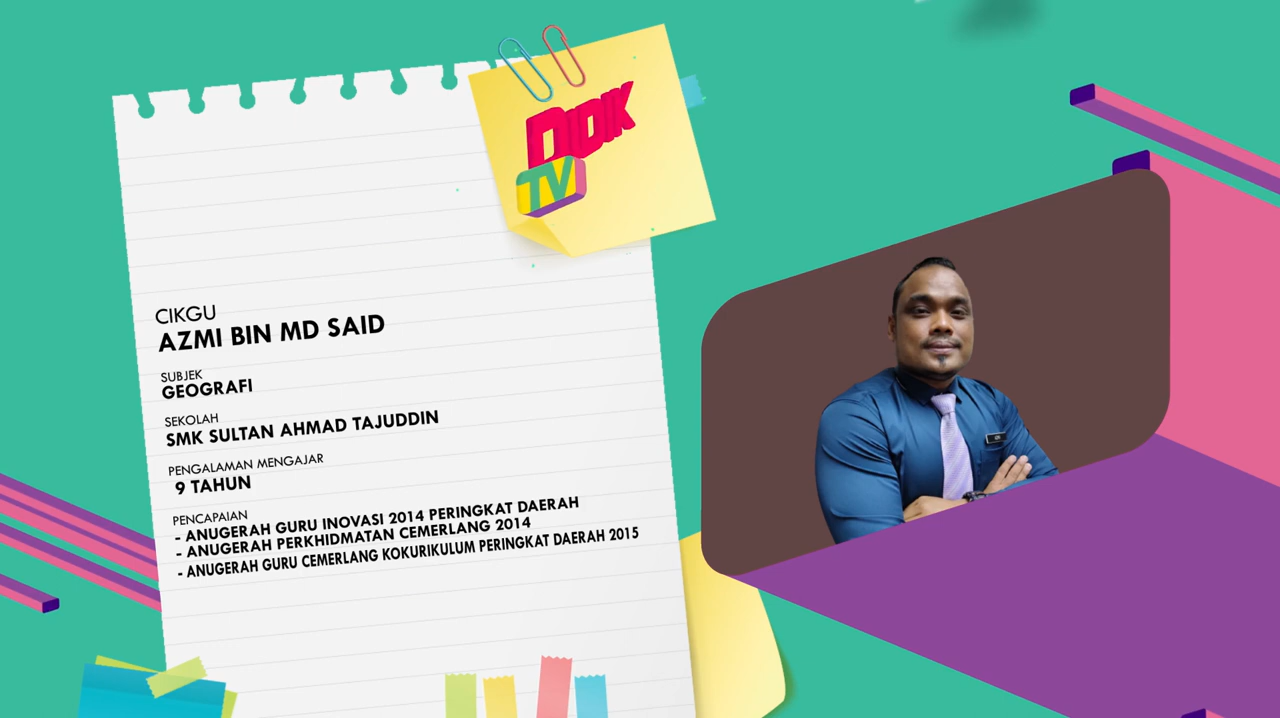 DIDIK
TV
CIKGU
AZMI BIN MD SAID
SUBJEK
GEOGRAFI
SEKOLAH
SMK SULTAN AHMAD TAJUDDIN
PENGALAMAN MENGAJAR
9 TAHUN
PENCAPAIAN
- ANUGERAH GURU INOVASI 2014 PERINGKAT DAERAH
- ANUGERAH PERKHIDMATAN CEMERLANG 2014
- ANUGERAH GURU CEMERLANG KOKURIKULUM PERINGKAT DAERAH 2015